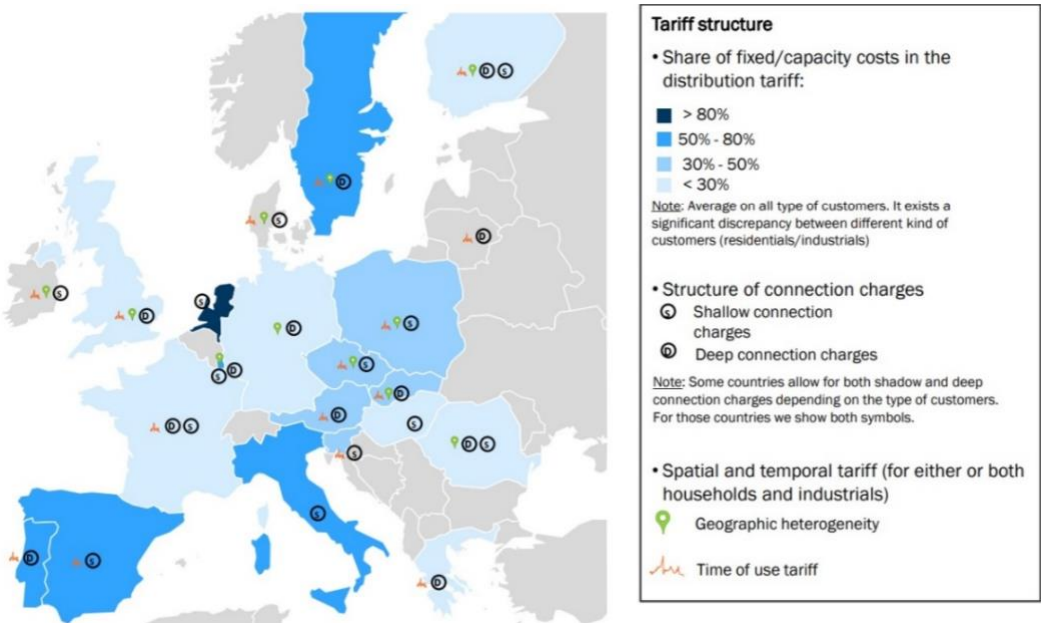 Tariff structure
• Share of fixed/capacity costs in the
distribution tariff:
> 80%
50% - 80%
30% - 50%
< 30%
Note: Average on all type of customers. It exists a
significant discrepancy between different kind of
customers (residentials/industrials)
• Structure of connection charges
S Shallow connection
charges
D Deep connection charges
Note: Some countries allow for both shadow and deep
connection charges depending on the type of customers.
For those countries we show both symbols.
• Spatial and temporal tariff (for either or both
households and industrials)
Geographic heterogeneity
Time of use tariff
D S
D
S
D
S
D
S
D
S
S
D
S
D
D S
D
S
D S
S
S
D
S
D